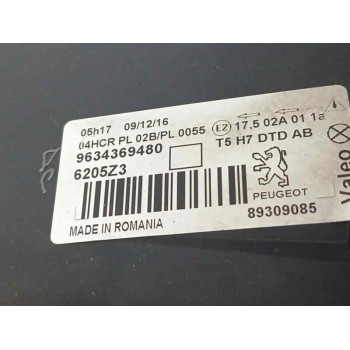 05h17 09/12/16
04HCR PL 02B/PL 0055
9634369480
6205Z3
E2 17,5 02A 01 1a
T5 H7 DTD AB
PEUGEOT
Valeo
89309085
MADE IN ROMANIA